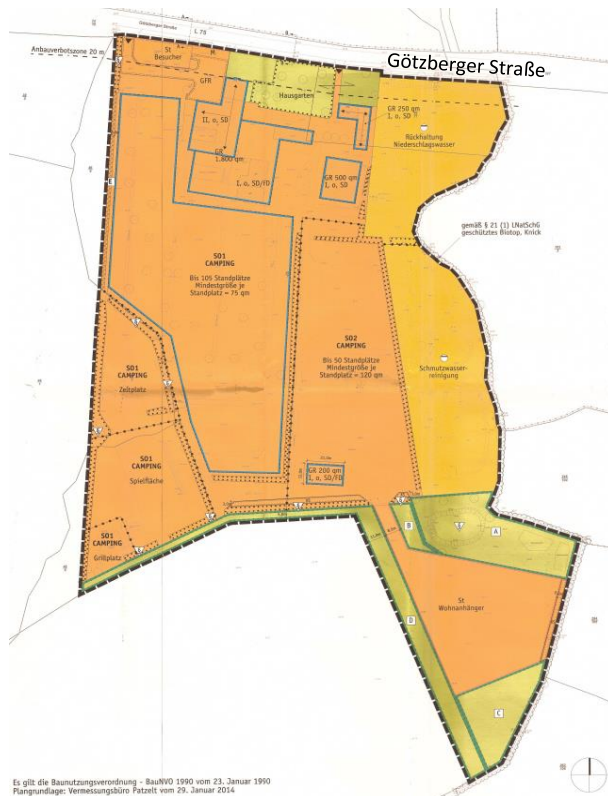 Götzberger Straße
L 78
Anbauverbotszone 20 m
St
Besucher
Götzberger Straße
GFR
Hausgarten
II, o, SD
GR 250 qm
I, o, SD
GR
1.800 qm
Rückhaltung
Niederschlagswasser
I, o, SD/FD
GR 500 qm
I, o, SD
E
gemäß § 21 (1) LNatSchG
geschütztes Biotop, Knick
SO1
CAMPING
Bis 105 Standplätze
Mindestgröße je
Standplatz = 75 qm
SO2
CAMPING
Bis 50 Standplätze
Mindestgröße je
Standplatz = 120 qm
Schmutzwasser-
reinigung
SO1
CAMPING
Zeltplatz
SO1
CAMPING
Spielfläche
GR 200 qm
I, o, SD/FD
SO1
CAMPING
Grillplatz
B
A
St
Wohnanhänger
D
C
Es gilt die Baunutzungsverordnung - BauNVO 1990 vom 23. Januar 1990
Plangrundlage: Vermessungsbüro Patzelt vom 29. Januar 2014